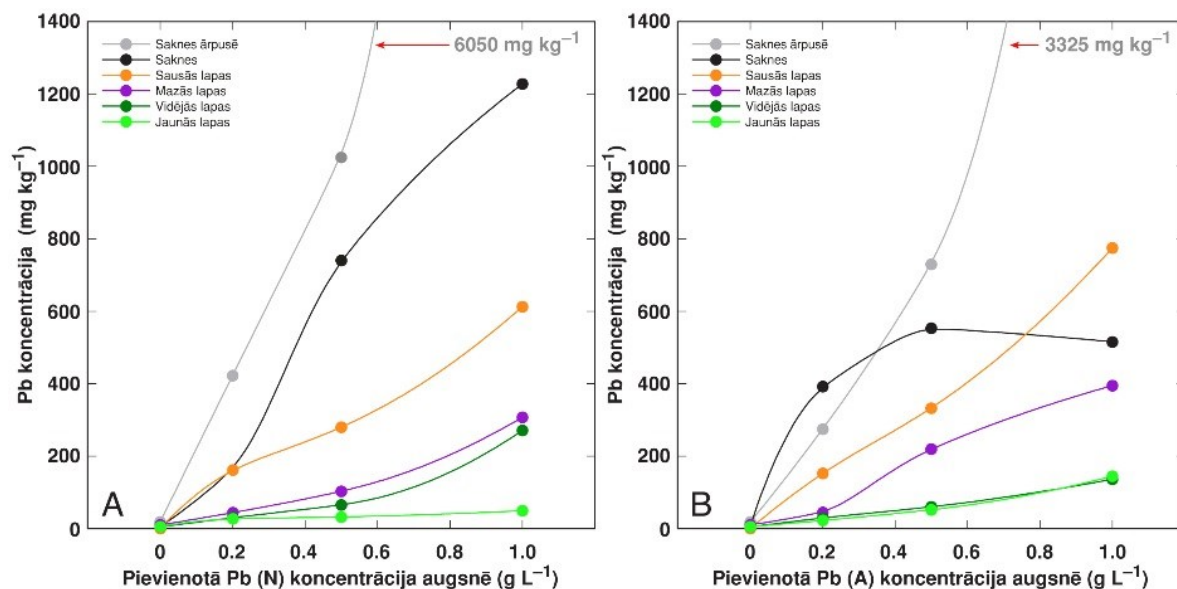 1400
1200
1000
800
600
400
200
0
Pb koncentrācija (mg kg⁻¹)
Saknes ārpusē
Saknes
Sausās lapas
Mazās lapas
Vidējās lapas
Jaunās lapas
6050 mg kg⁻¹
A
0 0.2 0.4 0.6 0.8 1.0
Pievienotā Pb (N) koncentrācija augsnē (g L⁻¹)
1400
1200
1000
800
600
400
200
0
Pb koncentrācija (mg kg⁻¹)
Saknes ārpusē
Saknes
Sausās lapas
Mazās lapas
Vidējās lapas
Jaunās lapas
3325 mg kg⁻¹
B
0 0.2 0.4 0.6 0.8 1.0
Pievienotā Pb (A) koncentrācija augsnē (g L⁻¹)